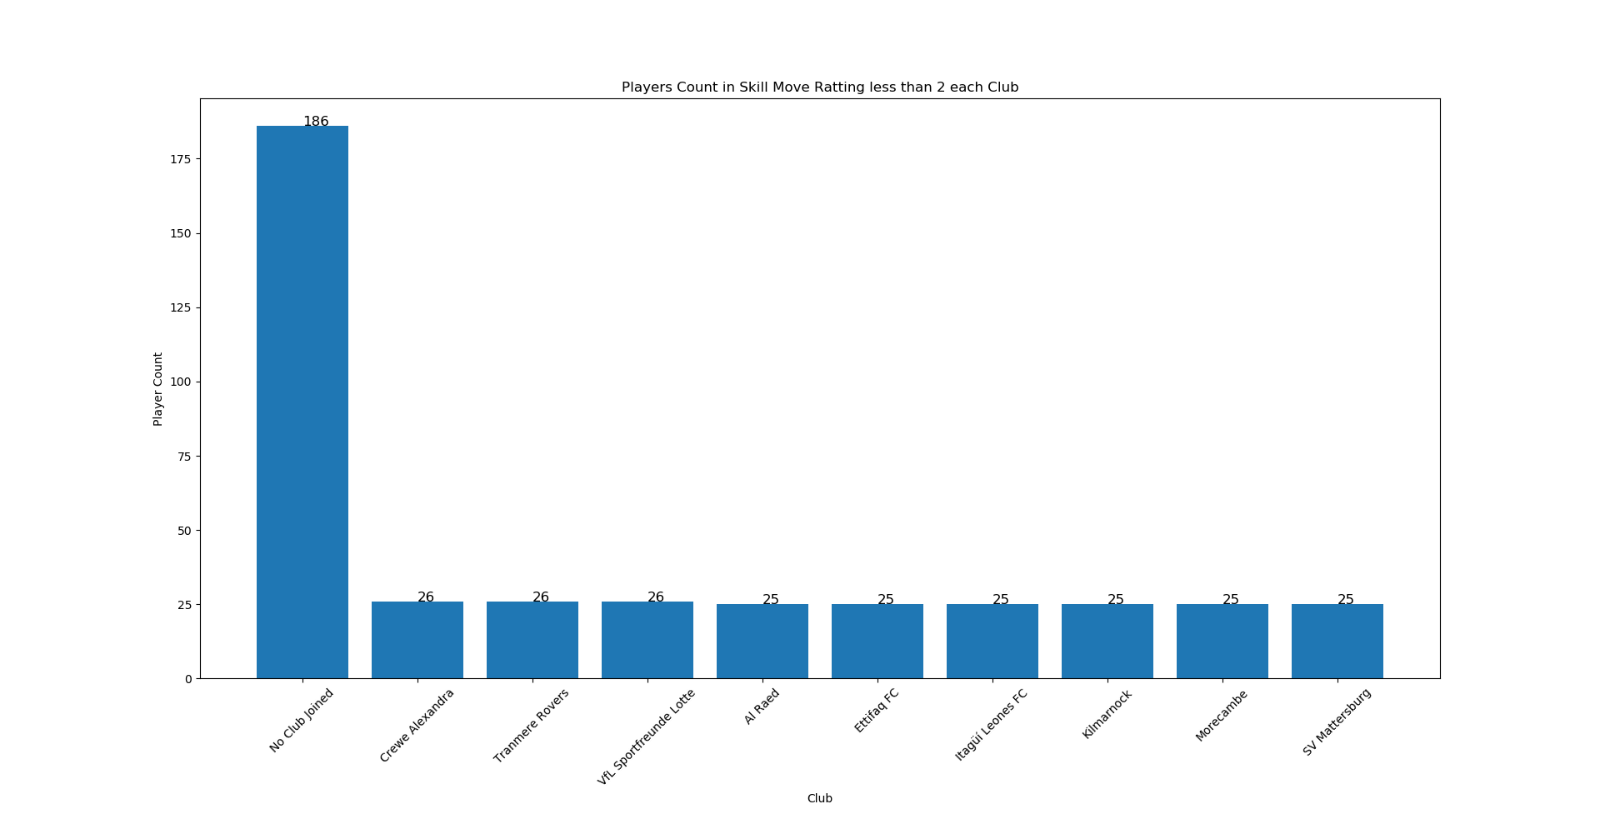 Players Count in Skill Move Ratting less than 2 each Club
186
175
150
125
100
75
50
25
0
Player Count
26
26
26
25
25
25
25
25
25
No Club Joined
Crewe Alexandra
Tranmere Rovers
VfL Sportfreunde Lotte
Al Raed
Ettifaq FC
Itagüí Leones FC
Kilmarnock
Morecambe
SV Mattersburg
Club